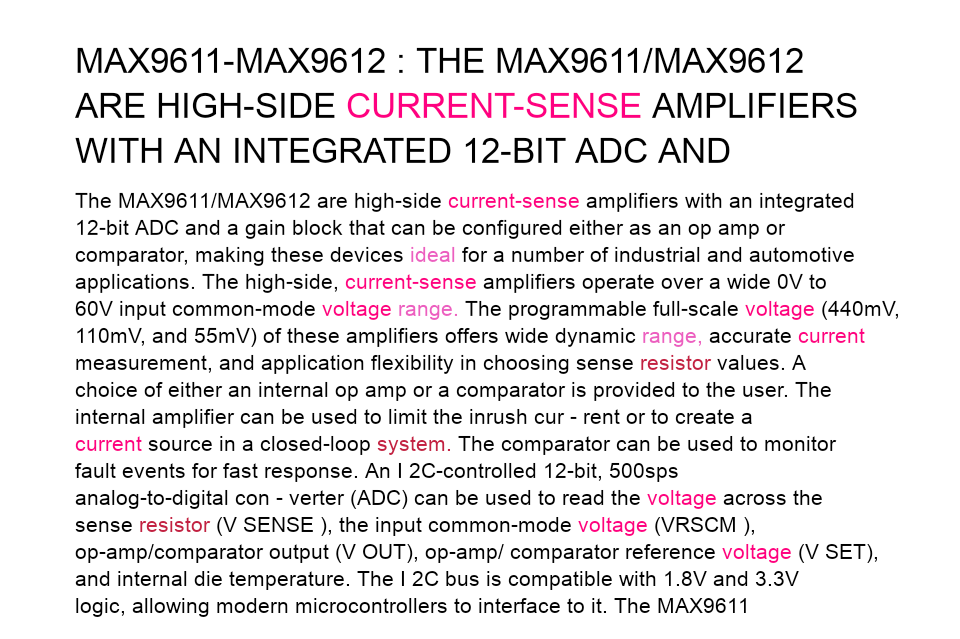 MAX9611-MAX9612 : THE MAX9611/MAX9612
ARE HIGH-SIDE CURRENT-SENSE AMPLIFIERS
WITH AN INTEGRATED 12-BIT ADC AND
The MAX9611/MAX9612 are high-side current-sense amplifiers with an integrated
12-bit ADC and a gain block that can be configured either as an op amp or
comparator, making these devices ideal for a number of industrial and automotive
applications. The high-side, current-sense amplifiers operate over a wide 0V to
60V input common-mode voltage range. The programmable full-scale voltage (440mV,
110mV, and 55mV) of these amplifiers offers wide dynamic range, accurate current
measurement, and application flexibility in choosing sense resistor values. A
choice of either an internal op amp or a comparator is provided to the user. The
internal amplifier can be used to limit the inrush cur - rent or to create a
current source in a closed-loop system. The comparator can be used to monitor
fault events for fast response. An I 2C-controlled 12-bit, 500sps
analog-to-digital con - verter (ADC) can be used to read the voltage across the
sense resistor (V SENSE ), the input common-mode voltage (VRSCM ),
op-amp/comparator output (V OUT), op-amp/ comparator reference voltage (V SET),
and internal die temperature. The I 2C bus is compatible with 1.8V and 3.3V
logic, allowing modern microcontrollers to interface to it. The MAX9611